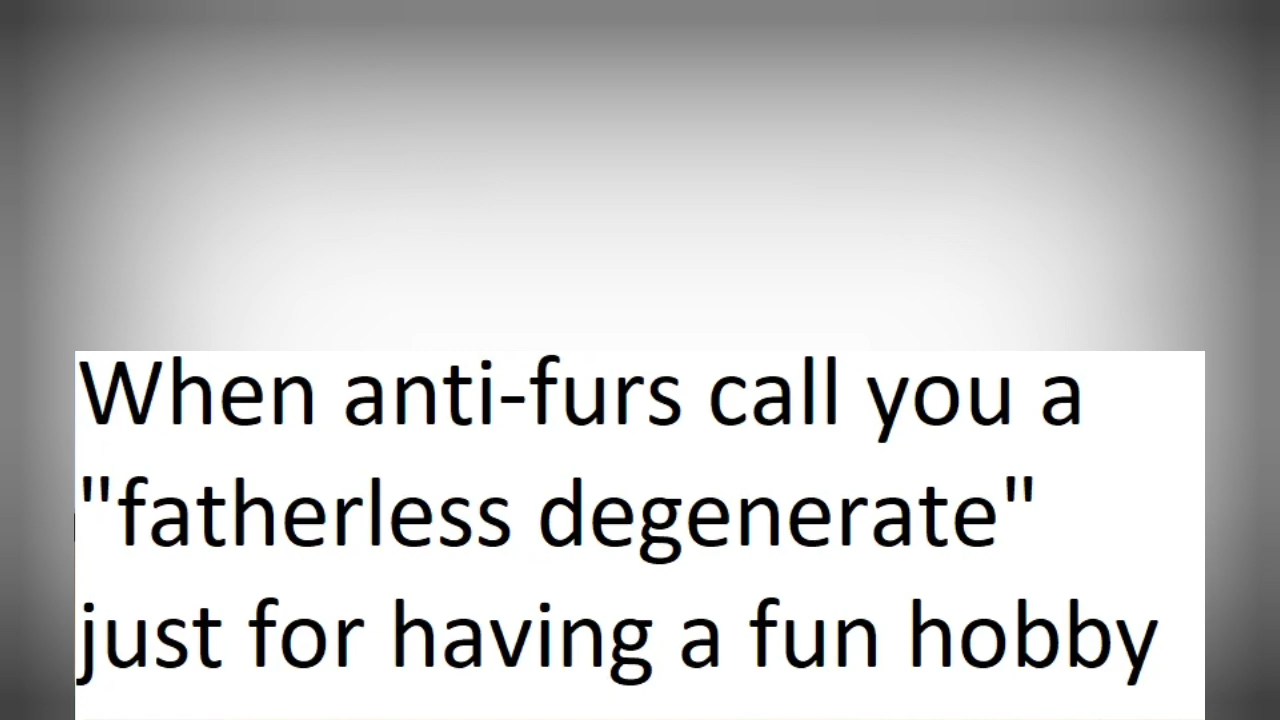 When anti-furs call you a
"fatherless degenerate"
just for having a fun hobby